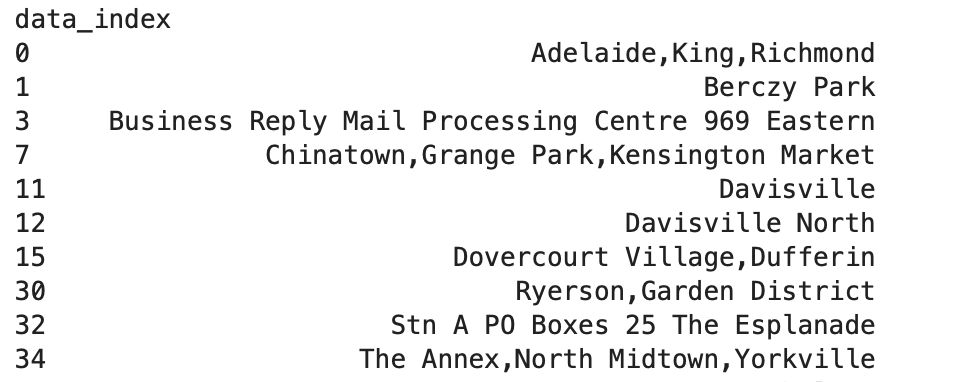 data_index
0 Adelaide,King,Richmond
1 Berczy Park
3 Business Reply Mail Processing Centre 969 Eastern
7 Chinatown,Grange Park,Kensington Market
11 Davisville
12 Davisville North
15 Dovercourt Village,Dufferin
30 Ryerson,Garden District
32 Stn A PO Boxes 25 The Esplanade
34 The Annex,North Midtown,Yorkville